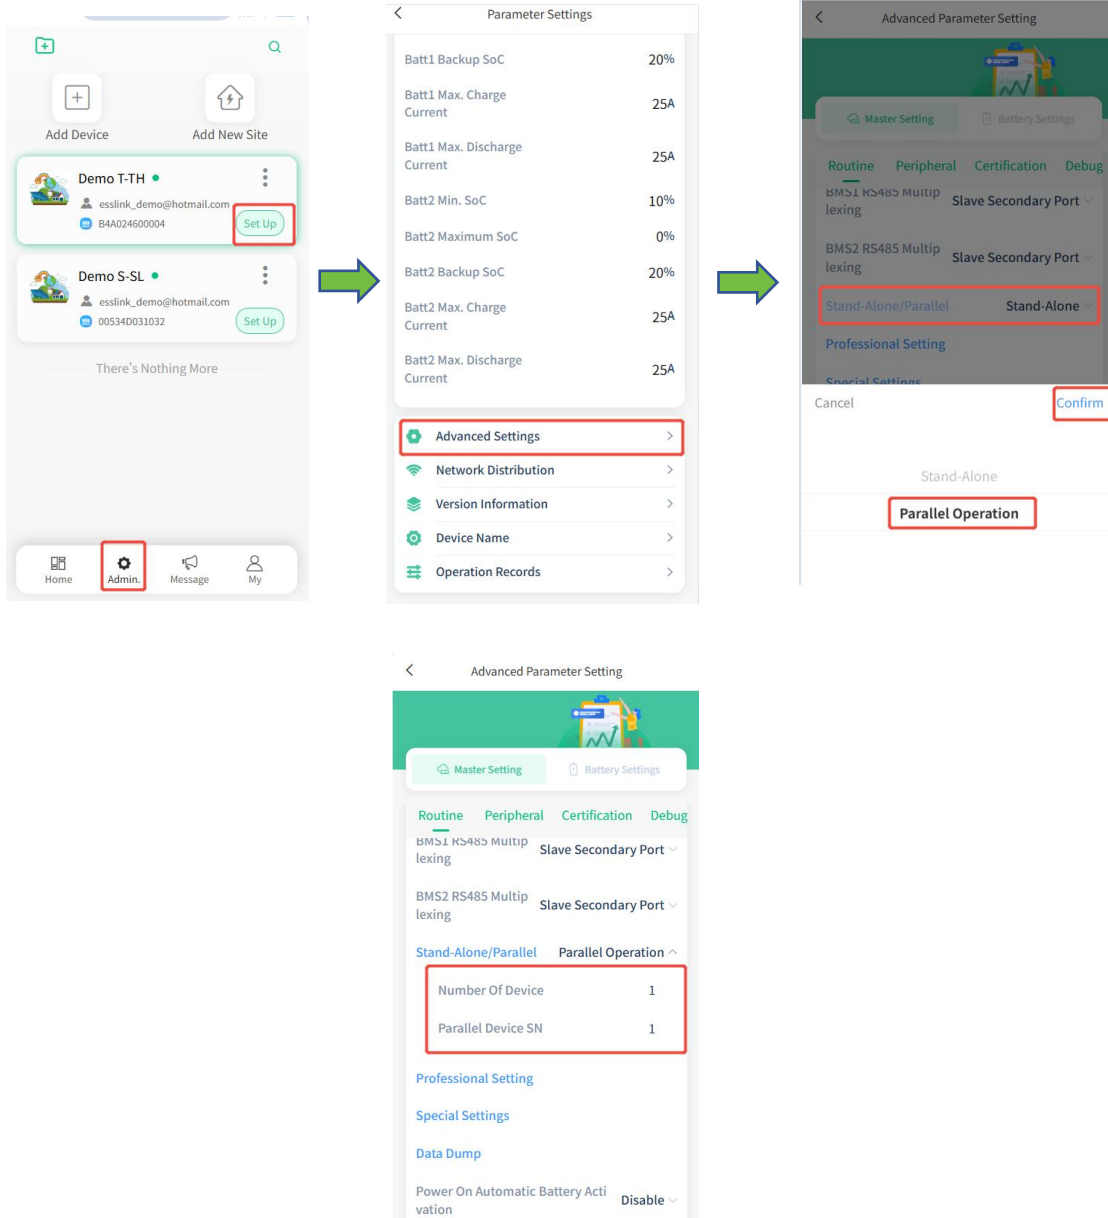 Add Device
Add New Site
Demo T-TH
esslink_demo@hotmail.com
B4A024600004
Set Up
Demo S-SL
esslink_demo@hotmail.com
00534D031032
Set Up
There's Nothing More
Home
Admin.
Message
My
Parameter Settings
Batt1 Backup SoC 20%
Batt1 Max. Charge
Current 25A
Batt1 Max. Discharge
Current 25A
Batt2 Min. SoC 10%
Batt2 Maximum SoC 0%
Batt2 Backup SoC 20%
Batt2 Max. Charge
Current 25A
Batt2 Max. Discharge
Current 25A
Advanced Settings
Network Distribution
Version Information
Device Name
Operation Records
Advanced Parameter Setting
Master Setting Battery Settings
Routine Peripheral Certification Debug
BMS1 RS485 Multip
lexing Slave Secondary Port
BMS2 RS485 Multip
lexing Slave Secondary Port
Stand-Alone/Parallel Stand-Alone
Professional Setting
Special Settings
Cancel Confirm
Stand-Alone
Parallel Operation
Advanced Parameter Setting
Master Setting Battery Settings
Routine Peripheral Certification Debug
BMS1 RS485 Multip
lexing Slave Secondary Port
BMS2 RS485 Multip
lexing Slave Secondary Port
Stand-Alone/Parallel Parallel Operation
Number Of Device 1
Parallel Device SN 1
Professional Setting
Special Settings
Data Dump
Power On Automatic Battery Acti
vation Disable